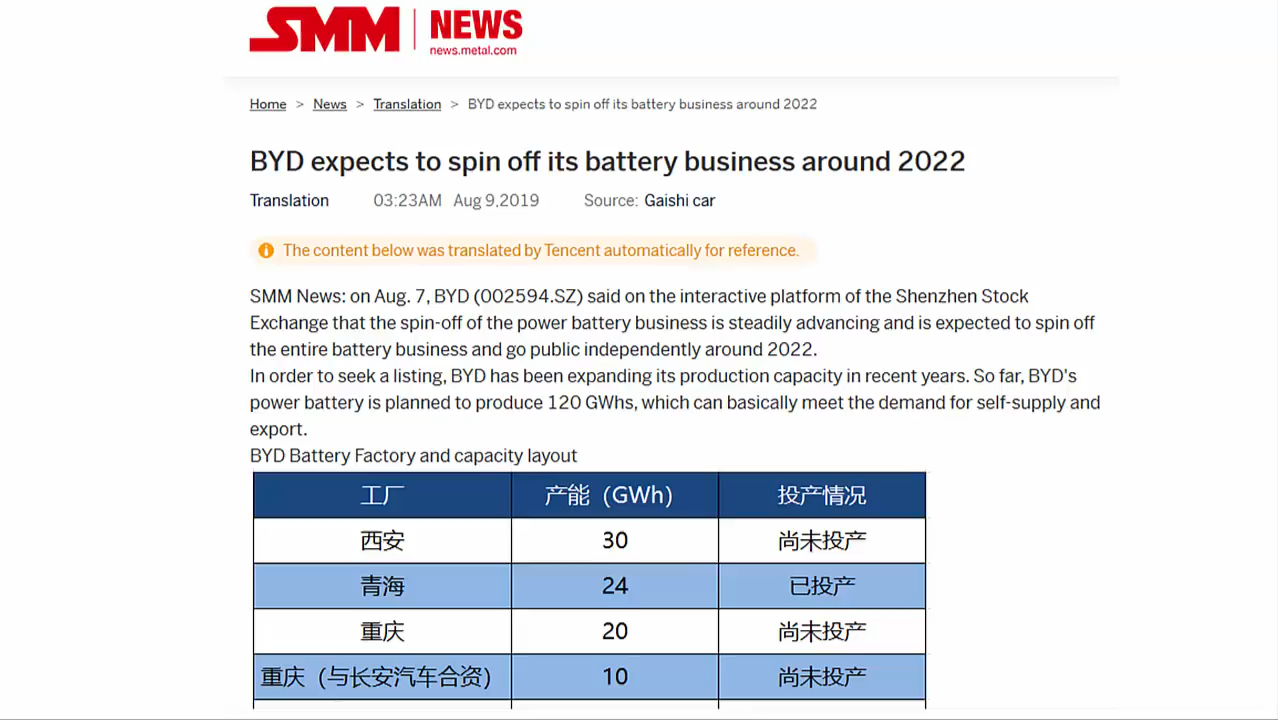 SMM NEWS
news.metal.com
Home > News > Translation > BYD expects to spin off its battery business around 2022
BYD expects to spin off its battery business around 2022
Translation 03:23AM Aug 9,2019 Source: Gaishi car
The content below was translated by Tencent automatically for reference.
SMM News: on Aug. 7, BYD (002594.SZ) said on the interactive platform of the Shenzhen Stock
Exchange that the spin-off of the power battery business is steadily advancing and is expected to spin off
the entire battery business and go public independently around 2022.
In order to seek a listing, BYD has been expanding its production capacity in recent years. So far, BYD's
power battery is planned to produce 120 GWhs, which can basically meet the demand for self-supply and
export.
BYD Battery Factory and capacity layout
工厂 产能（GWh） 投产情况
西安 30 尚未投产
青海 24 已投产
重庆 20 尚未投产
重庆（与长安汽车合资） 10 尚未投产